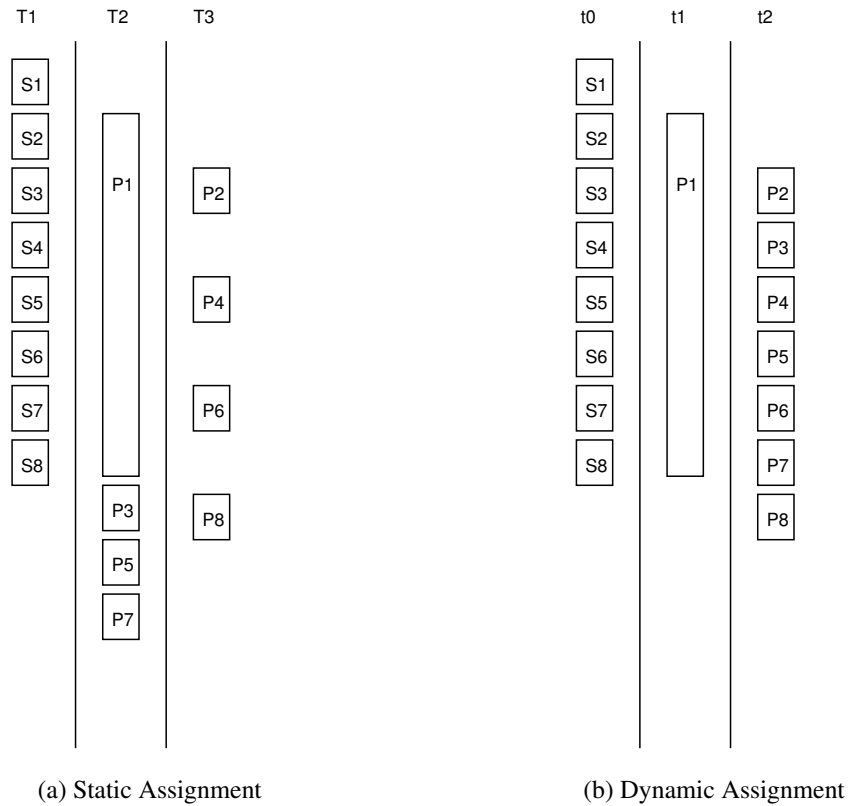 T1 T2 T3 t0 t1 t2
S1 S1
S2 S2
P1 P1
S3 P2 S3 P2
S4 S4 P3
S5 P4 S5 P4
S6 S6 P5
S7 P6 S7 P6
S8 S8 P7
P3 P8 P8
P5
P7
(a) Static Assignment (b) Dynamic Assignment